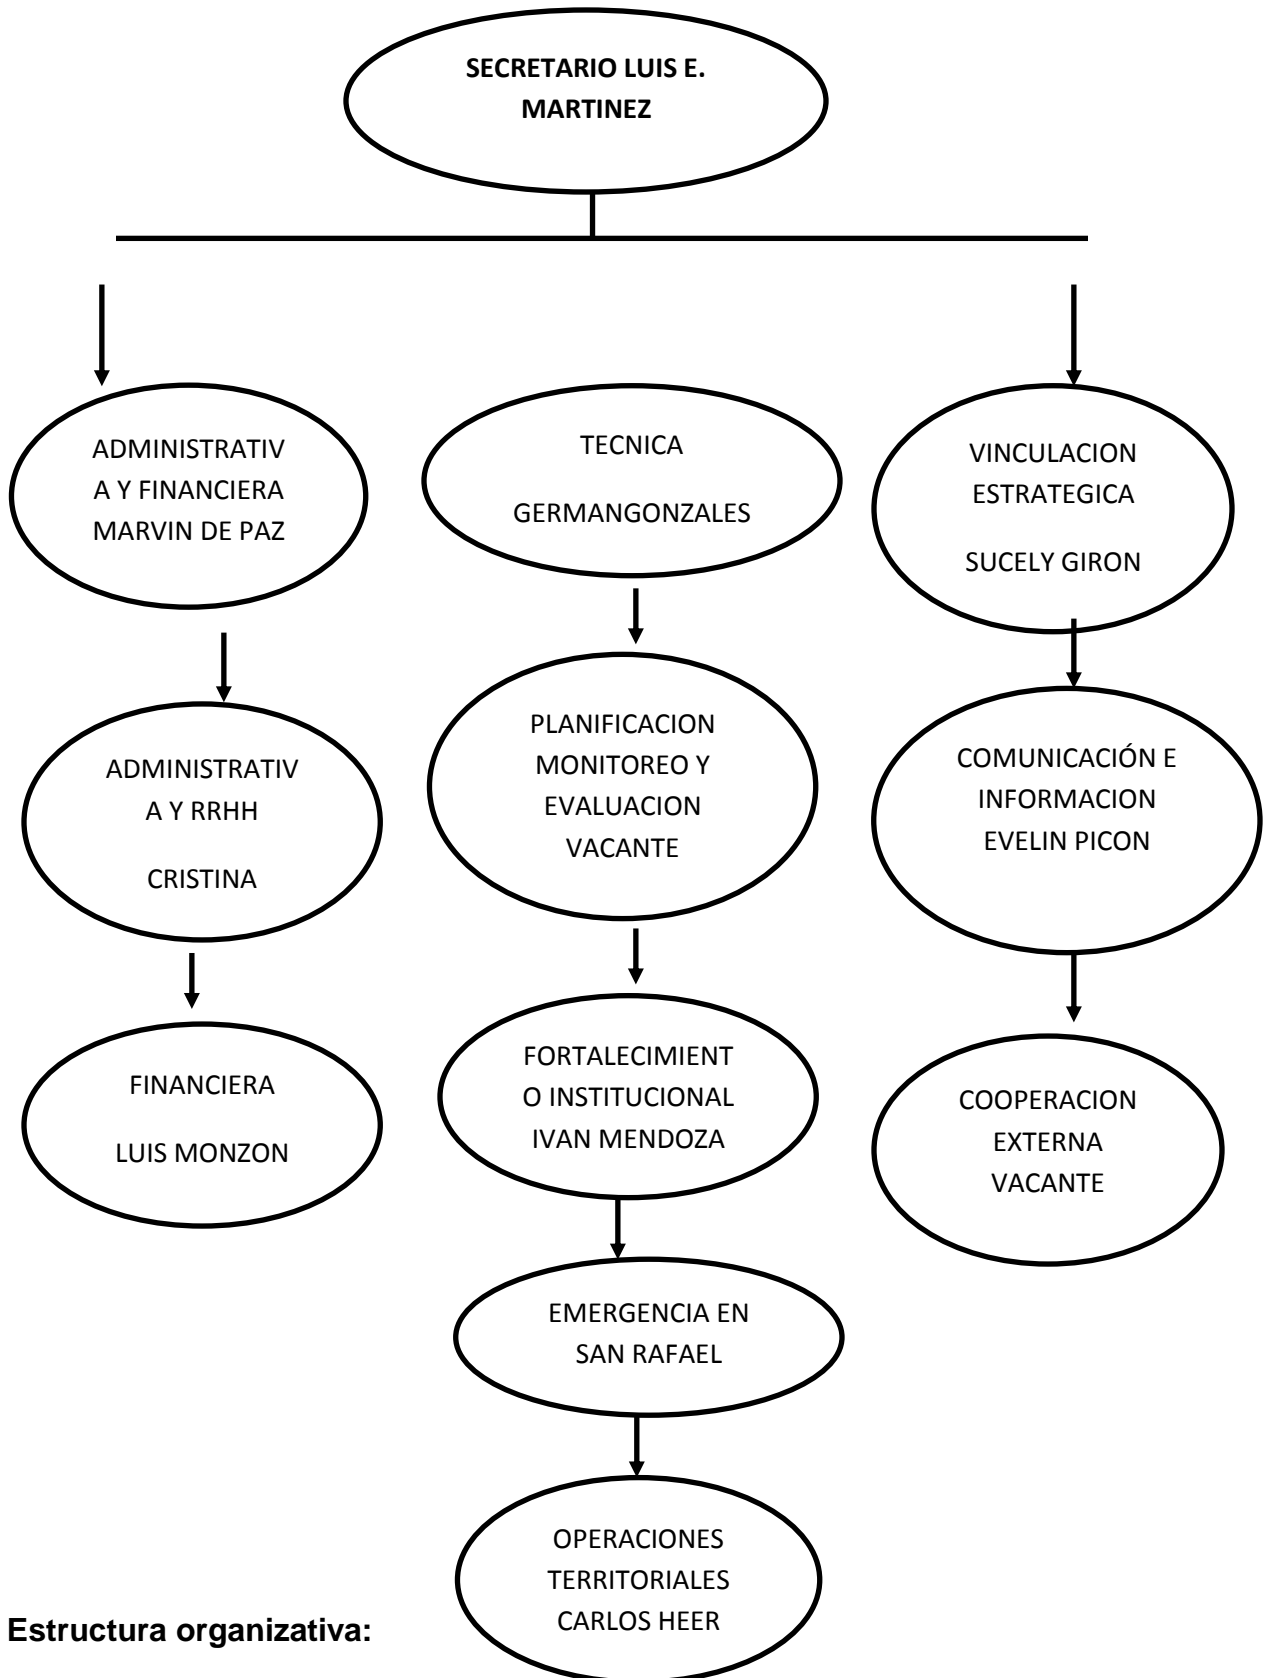 SECRETARIO LUIS E.
MARTINEZ
ADMINISTRATIV
A Y FINANCIERA
MARVIN DE PAZ
TECNICA
GERMANGONZALES
VINCULACION
ESTRATEGICA
SUCELY GIRON
ADMINISTRATIV
A Y RRHH
CRISTINA
PLANIFICACION
MONITOREO Y
EVALUACION
VACANTE
COMUNICACIÓN E
INFORMACION
EVELIN PICON
FINANCIERA
LUIS MONZON
FORTALECIMIENT
O INSTITUCIONAL
IVAN MENDOZA
COOPERACION
EXTERNA
VACANTE
EMERGENCIA EN
SAN RAFAEL
OPERACIONES
TERRITORIALES
CARLOS HEER
Estructura organizativa: